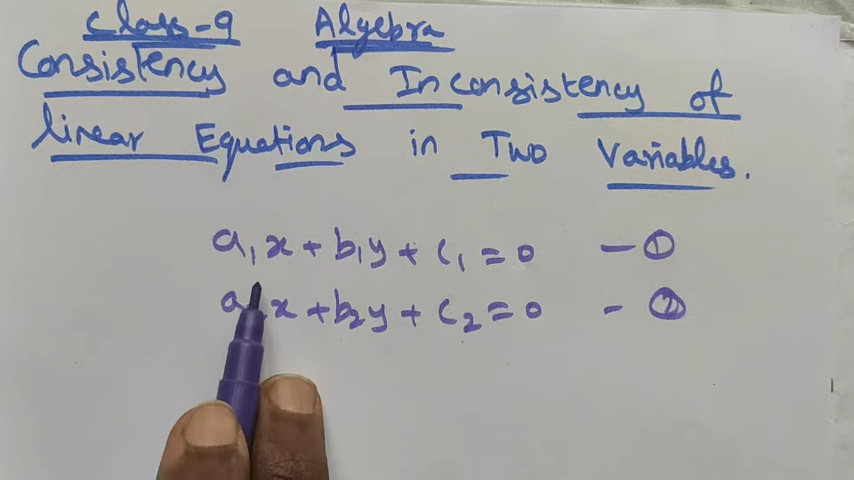 Class-9 Algebra
Consistency and Inconsistency of
linear Equations in Two Variables.
a₁x + b₁y + c₁ = 0 — ①
a₂x + b₂y + c₂ = 0 - ②